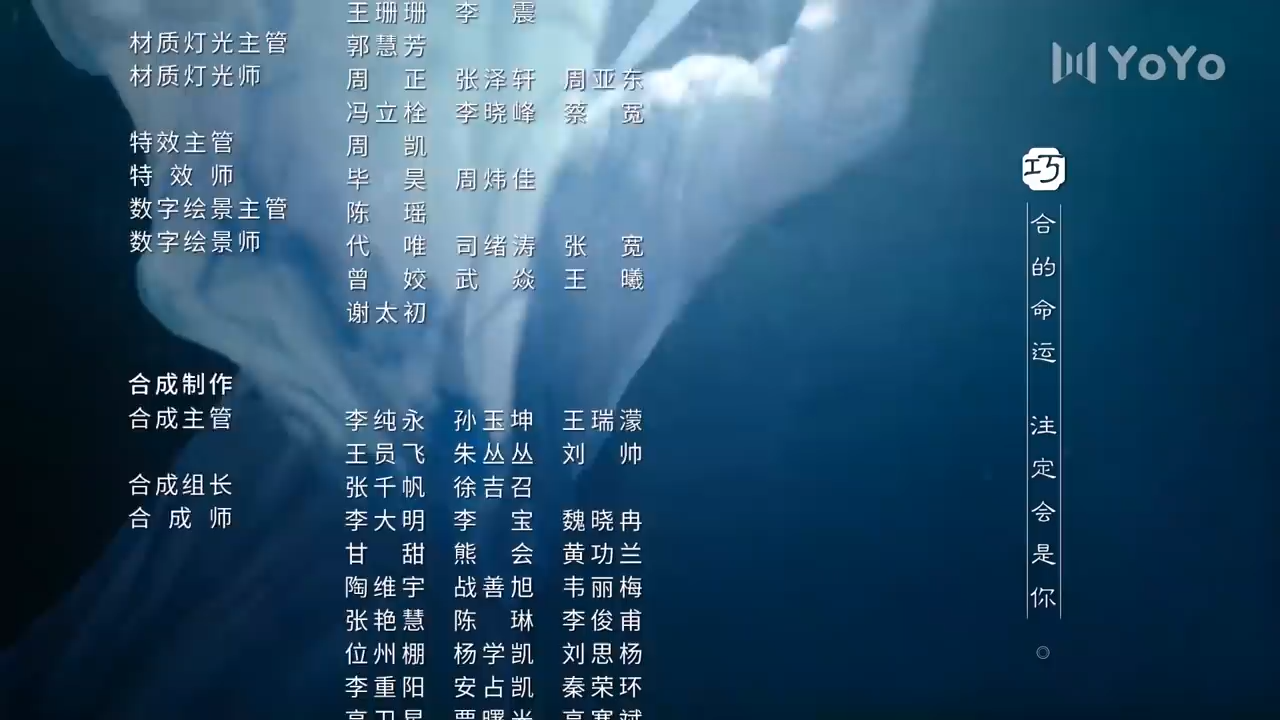 王珊珊 李震
材质灯光主管 郭慧芳
材质灯光师 周正 张泽轩 周亚东
冯立栓 李晓峰 蔡宽
特效主管 周凯
特效师 毕昊 周炜佳
数字绘景主管 陈瑶
数字绘景师 代唯 司绪涛 张宽
曾姣 武焱 王曦
谢太初
合成制作
合成主管 李纯永 孙玉坤 王瑞濛
王员飞 朱丛丛 刘帅
合成组长 张千帆 徐吉召
合成师 李大明 李宝 魏晓冉
甘甜 熊会 黄功兰
陶维宇 战善旭 韦丽梅
张艳慧 陈琳 李俊甫
位州棚 杨学凯 刘思杨
李重阳 安占凯 秦荣环
YoYo
巧合的命运 注定会是你